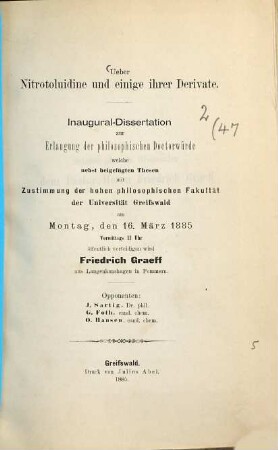 Ueber
Nitrotoluidine und einige ihrer Derivate.
2
(47
Inaugural-Dissertation
zur
Erlangung der philosophischen Doctorwürde
welche
nebst beigefügten Thesen
mit
Zustimmung der hohen philosophischen Fakultät
der Universität Greifswald
am
Montag, den 16. März 1885
Vormittags 11 Uhr
öffentlich vertheidigen wird
Friedrich Graeff
aus Langenhanshagen in Pommern.
Opponenten:
J. Sartig, Dr. phil.
G. Foth, cand. chem.
O. Hansen, cand. chem.
5
Greifswald.
Druck von Julius Abel.
1885.